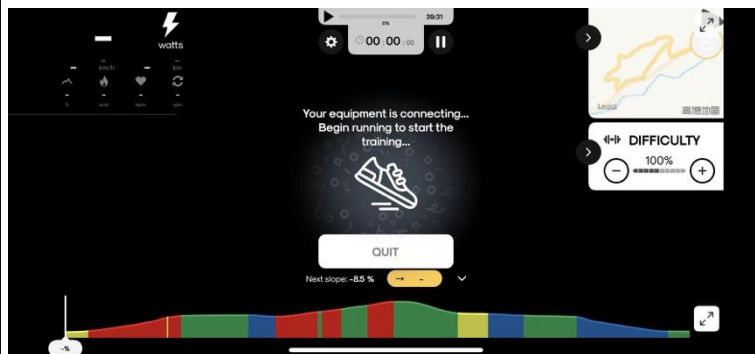 39:31
0%
watts
00:00:00
km/h
km
%
kcal
bpm
spm
Legal
高德地图
DIFFICULTY
100%
Your equipment is connecting...
Begin running to start the
training...
QUIT
Next slope: -8.5 %
→ -
-%